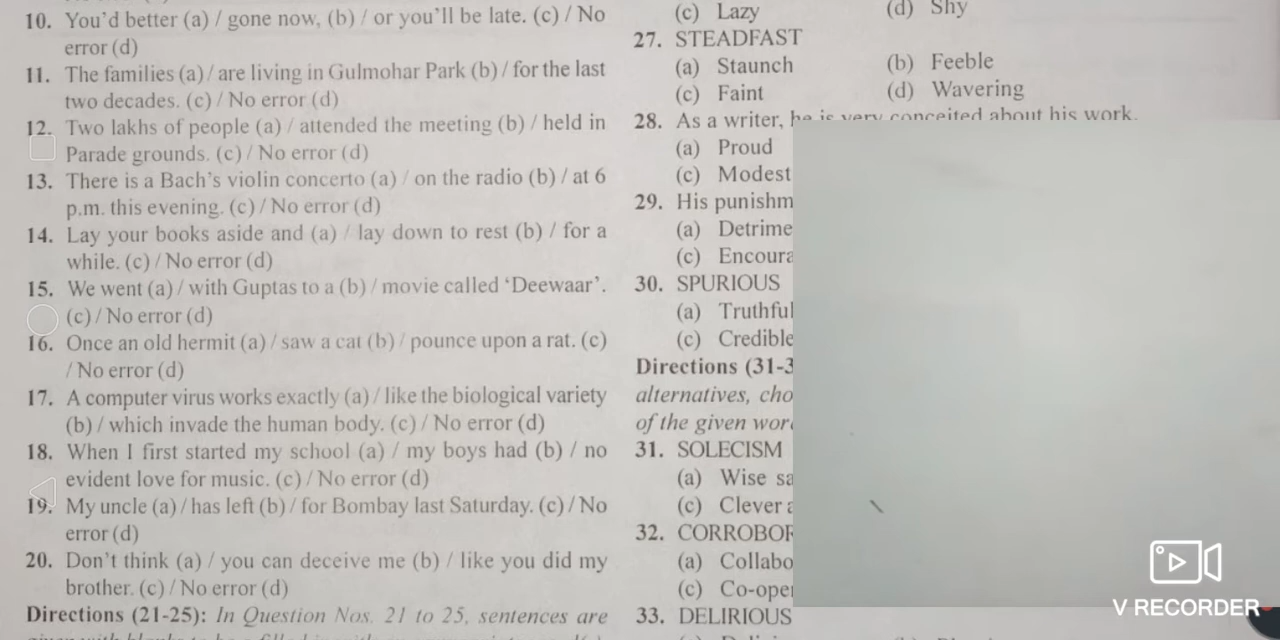 10. You'd better (a) / gone now, (b) / or you'll be late. (c) / No
error (d)
11. The families (a) / are living in Gulmohar Park (b) / for the last
two decades. (c) / No error (d)
12. Two lakhs of people (a) / attended the meeting (b) / held in
Parade grounds. (c) / No error (d)
13. There is a Bach's violin concerto (a) / on the radio (b) / at 6
p.m. this evening. (c) / No error (d)
14. Lay your books aside and (a) / lay down to rest (b) / for a
while. (c) / No error (d)
15. We went (a) / with Guptas to a (b) / movie called 'Deewaar'.
(c) / No error (d)
16. Once an old hermit (a) / saw a cat (b) / pounce upon a rat. (c)
/ No error (d)
17. A computer virus works exactly (a) / like the biological variety
(b) / which invade the human body. (c) / No error (d)
18. When I first started my school (a) / my boys had (b) / no
evident love for music. (c) / No error (d)
19. My uncle (a) / has left (b) / for Bombay last Saturday. (c) / No
error (d)
20. Don't think (a) / you can deceive me (b) / like you did my
brother. (c) / No error (d)
Directions (21-25): In Question Nos. 21 to 25, sentences are
(c) Lazy (d) Shy
27. STEADFAST
(a) Staunch (b) Feeble
(c) Faint (d) Wavering
28. As a writer, he is very conceited about his work.
(a) Proud
(c) Modest
29. His punishm
(a) Detrime
(c) Encoura
30. SPURIOUS
(a) Truthful
(c) Credible
Directions (31-3
alternatives, cho
of the given wor
31. SOLECISM
(a) Wise sa
(c) Clever a
32. CORROBOR
(a) Collabo
(c) Co-oper
33. DELIRIOUS
V RECORDER